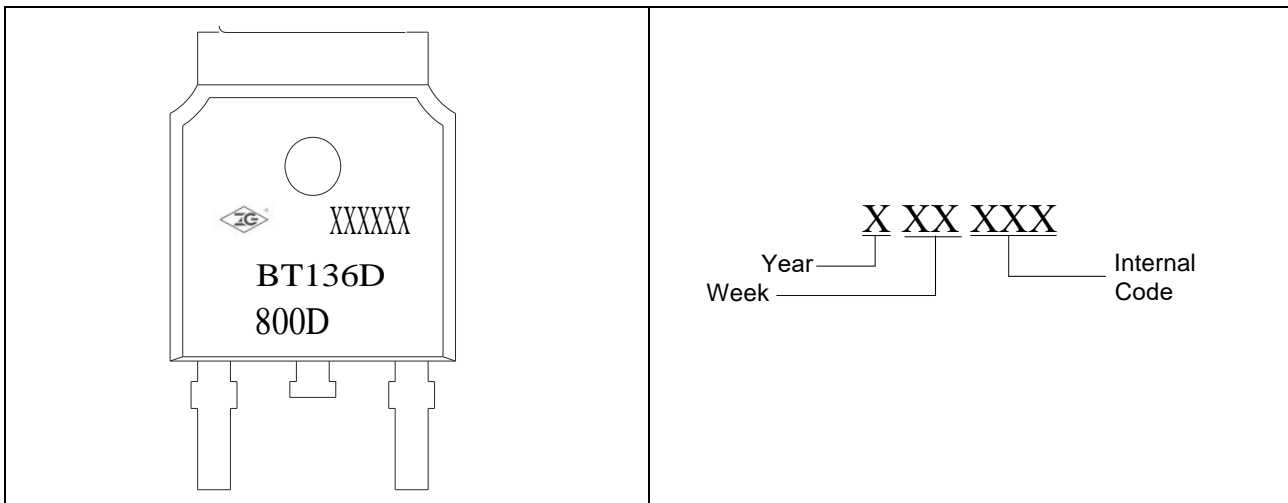 XXXXXX
BT136D
800D
X XX XXX
Year
Week
Internal
Code